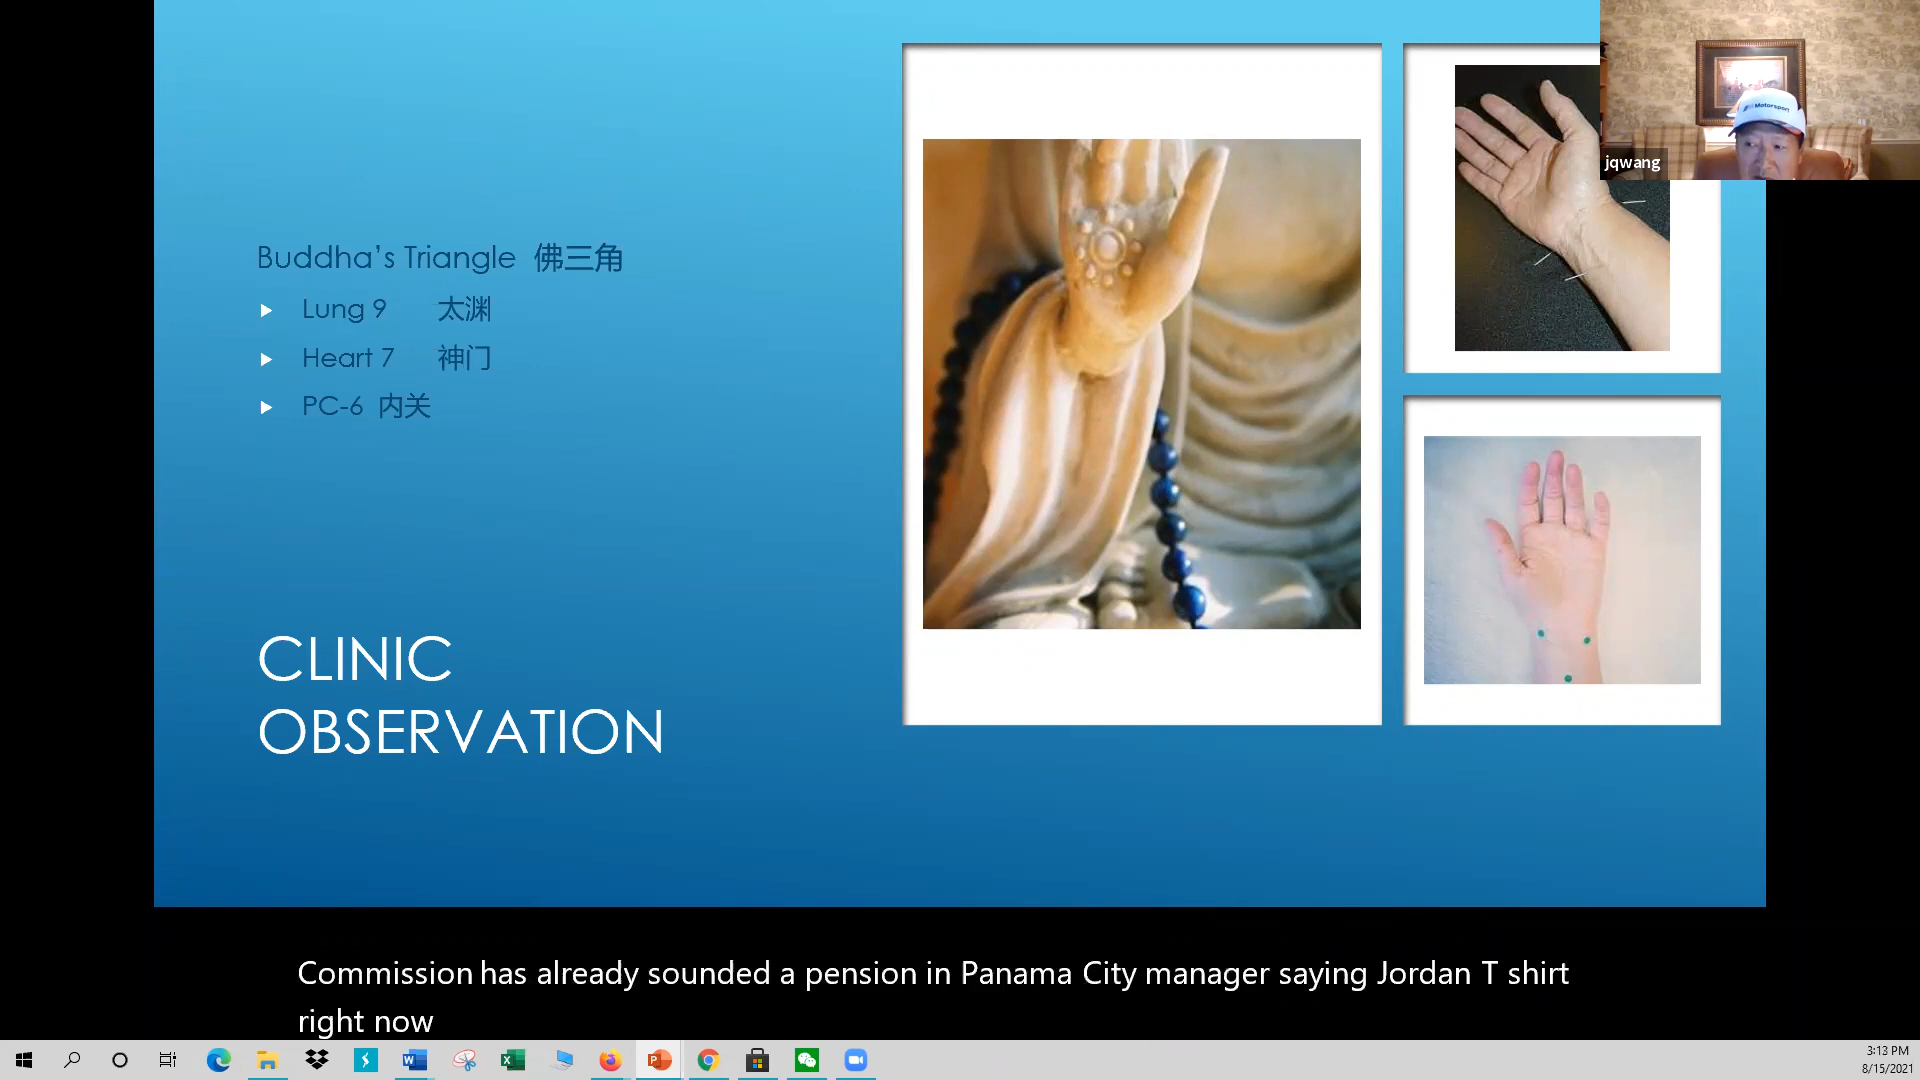 Motorsport
jqwang
Buddha’s Triangle 佛三角
Lung 9 太渊
Heart 7 神门
PC-6 内关
CLINIC
OBSERVATION
Commission has already sounded a pension in Panama City manager saying Jordan T shirt
right now
3:13 PM
8/15/2021